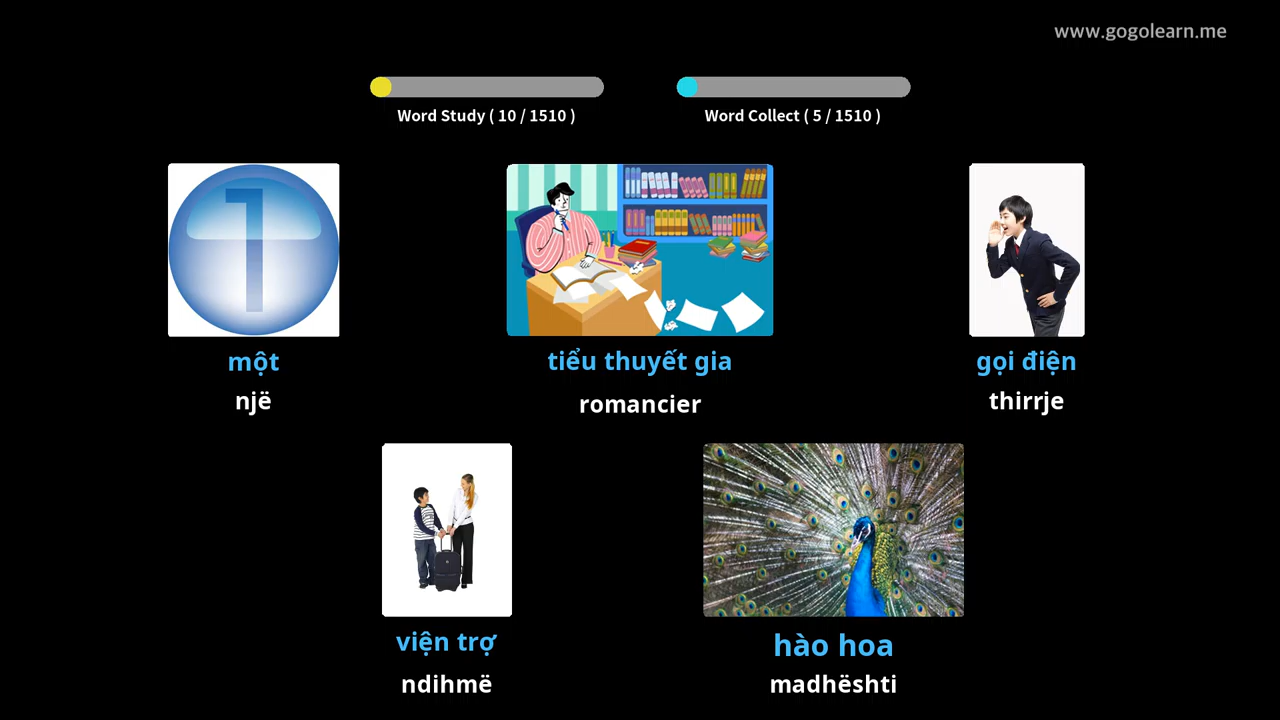 www.gogolearn.me
Word Study ( 10 / 1510 )
Word Collect ( 5 / 1510 )
1
một
një
tiểu thuyết gia
romancier
gọi điện
thirrje
viện trợ
ndihmë
hào hoa
madhështi